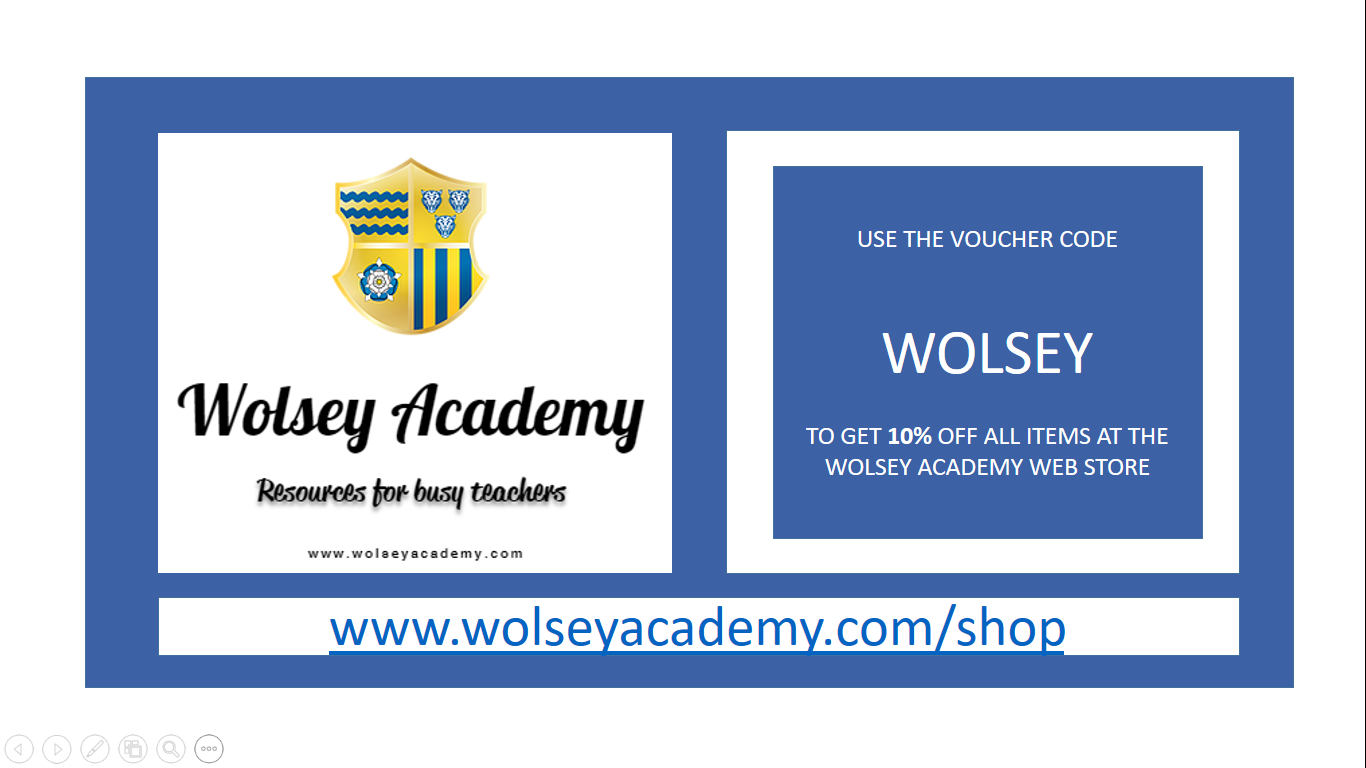 Wolsey Academy
Resources for busy teachers
www.wolseyacademy.com
USE THE VOUCHER CODE
WOLSEY
TO GET 10% OFF ALL ITEMS AT THE
WOLSEY ACADEMY WEB STORE
www.wolseyacademy.com/shop